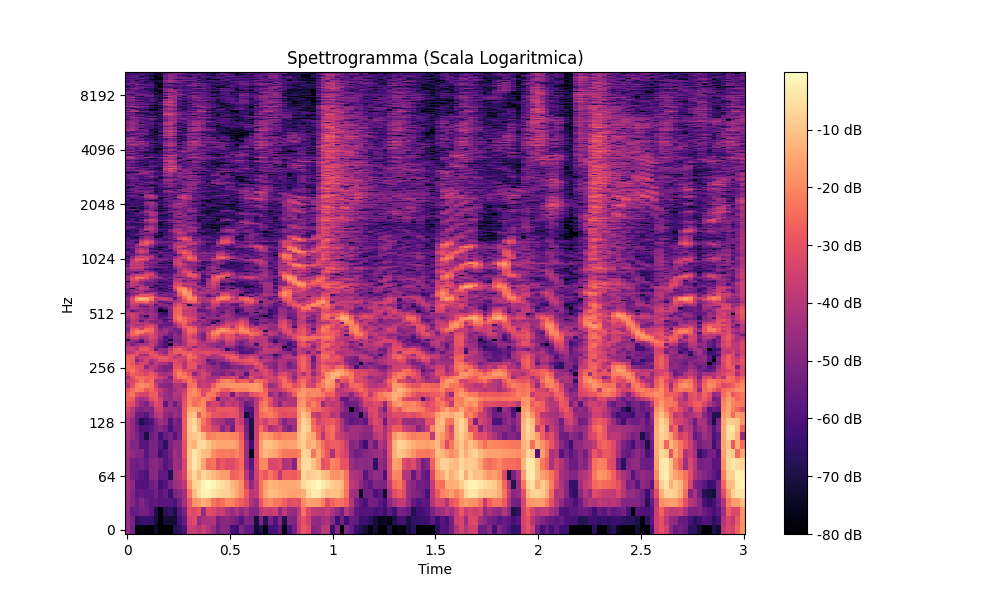 Spettrogramma (Scala Logaritmica)
8192
4096
2048
1024
512
256
128
64
0
Hz
0
0.5
1
1.5
2
2.5
3
Time
-10 dB
-20 dB
-30 dB
-40 dB
-50 dB
-60 dB
-70 dB
-80 dB